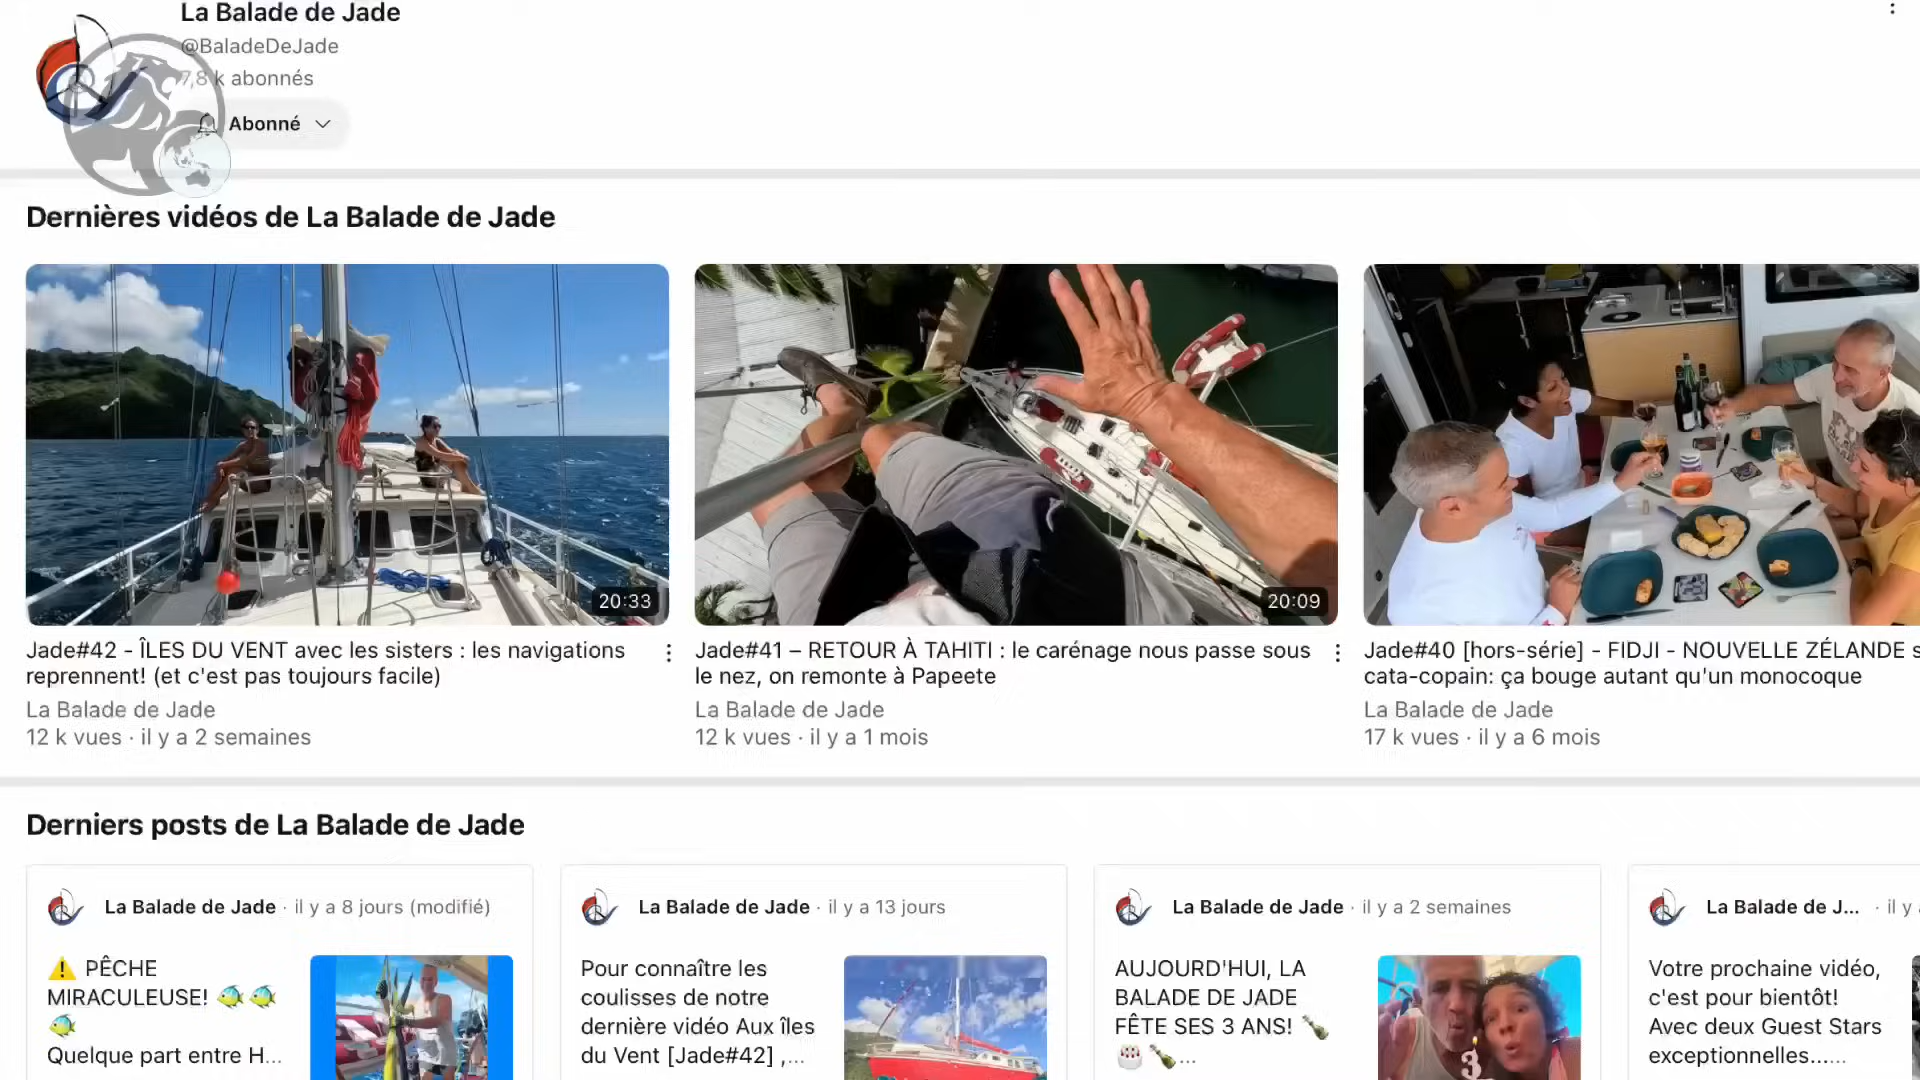 La Balade de Jade
@BaladeDeJade
7,8 k abonnés
Abonné
Dernières vidéos de La Balade de Jade
20:33
20:09
Jade#42 - ÎLES DU VENT avec les sisters : les navigations
reprennent! (et c'est pas toujours facile)
La Balade de Jade
12 k vues · il y a 2 semaines
Jade#41 – RETOUR À TAHITI : le carénage nous passe sous
le nez, on remonte à Papeete
La Balade de Jade
12 k vues · il y a 1 mois
Jade#40 [hors-série] - FIDJI - NOUVELLE ZÉLANDE s
cata-copain: ça bouge autant qu'un monocoque
La Balade de Jade
17 k vues · il y a 6 mois
Derniers posts de La Balade de Jade
La Balade de Jade · il y a 8 jours (modifié)
⚠️ PÊCHE
MIRACULEUSE! 🐠🐠
🐠
Quelque part entre H...
La Balade de Jade · il y a 13 jours
Pour connaître les
coulisses de notre
dernière vidéo Aux îles
du Vent [Jade#42] ,...
La Balade de Jade · il y a 2 semaines
AUJOURD'HUI, LA
BALADE DE JADE
FÊTE SES 3 ANS! 🍾
🎂🍾...
3
La Balade de J... · il y
Votre prochaine vidéo,
c'est pour bientôt!
Avec deux Guest Stars
exceptionnelles......